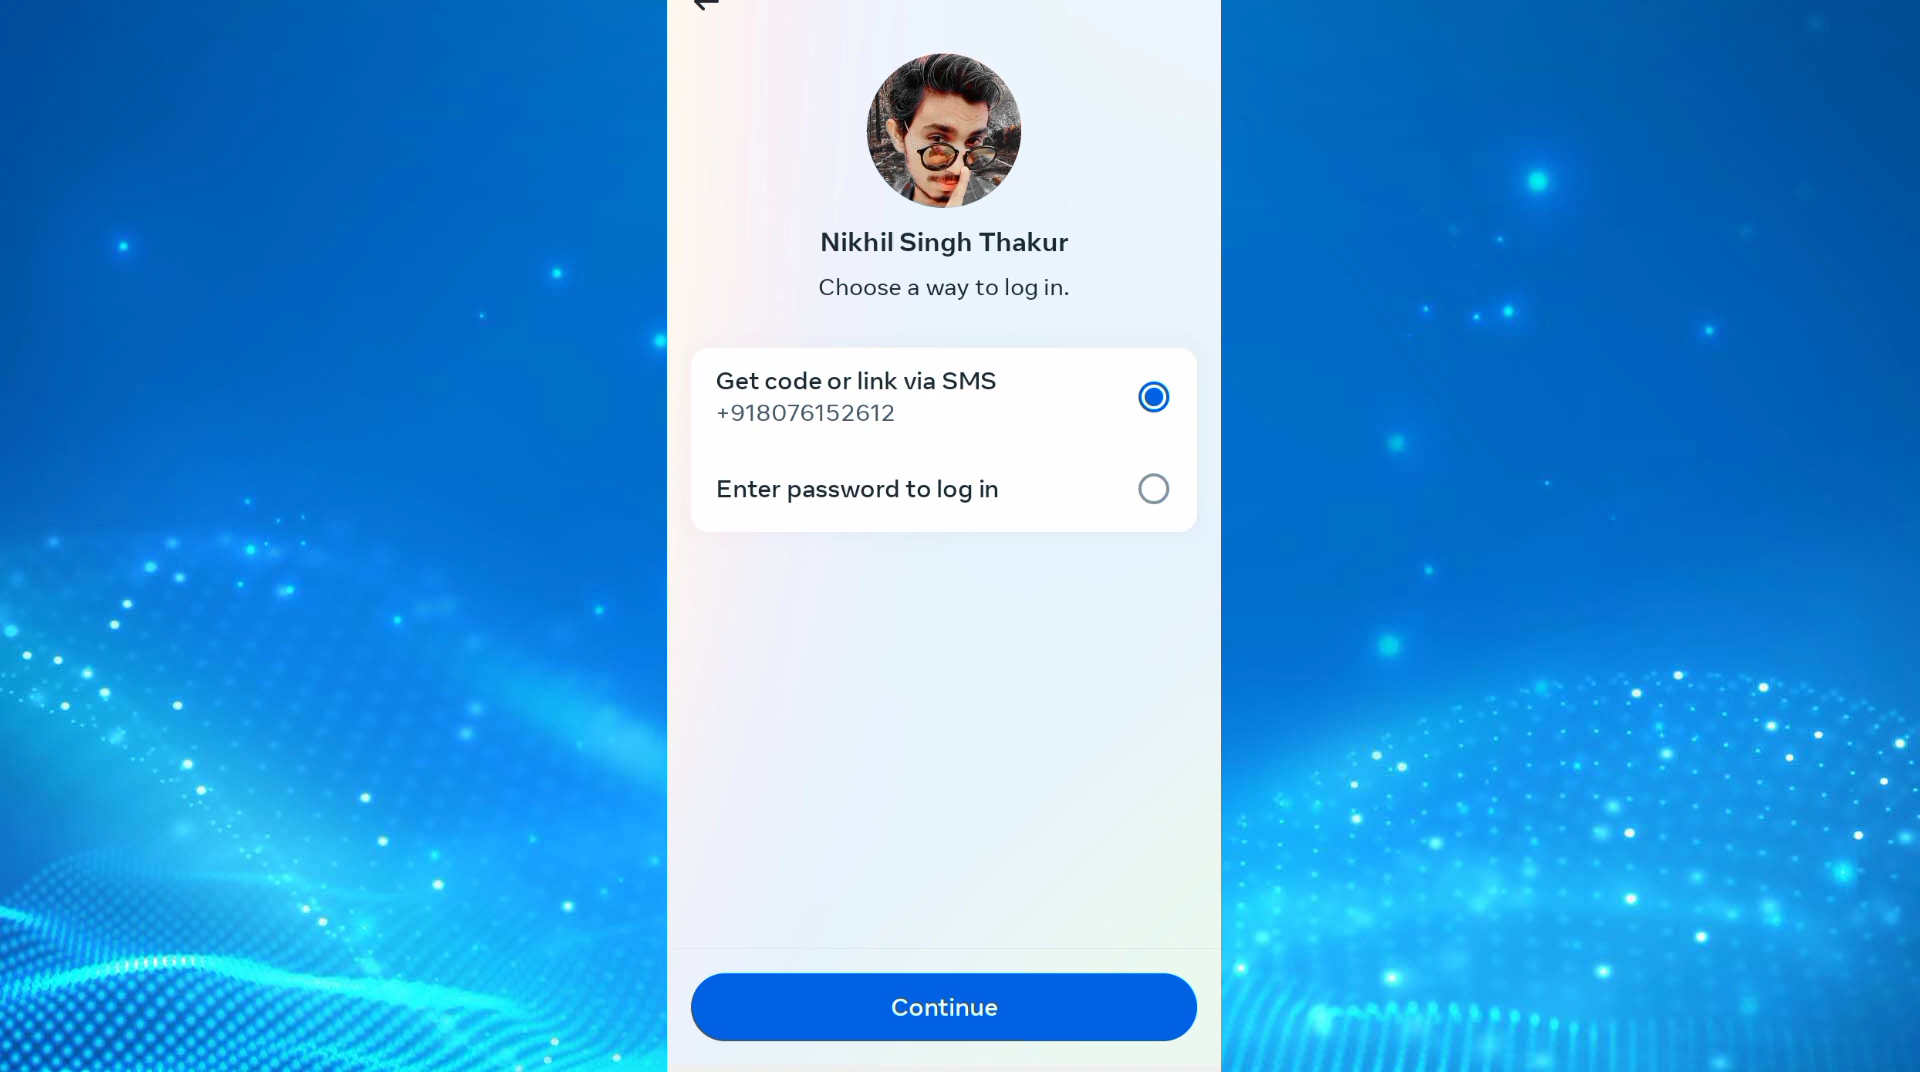 Nikhil Singh Thakur
Choose a way to log in.
Get code or link via SMS
+918076152612
Enter password to log in
Continue